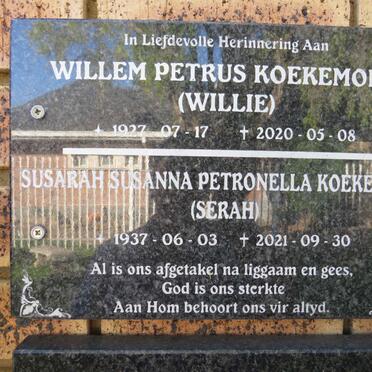 In Liefdevolle Herinnering Aan
WILLEM PETRUS KOEKEMO
(WILLIE)
* 1927 - 07 - 17 † 2020 - 05 - 08
SUSARAH SUSANNA PETRONELLA KOEKE
(SERAH)
* 1937 - 06 - 03 † 2021 - 09 - 30
Al is ons afgetakel na liggaam en gees,
God is ons sterkte
Aan Hom behoort ons vir altyd.